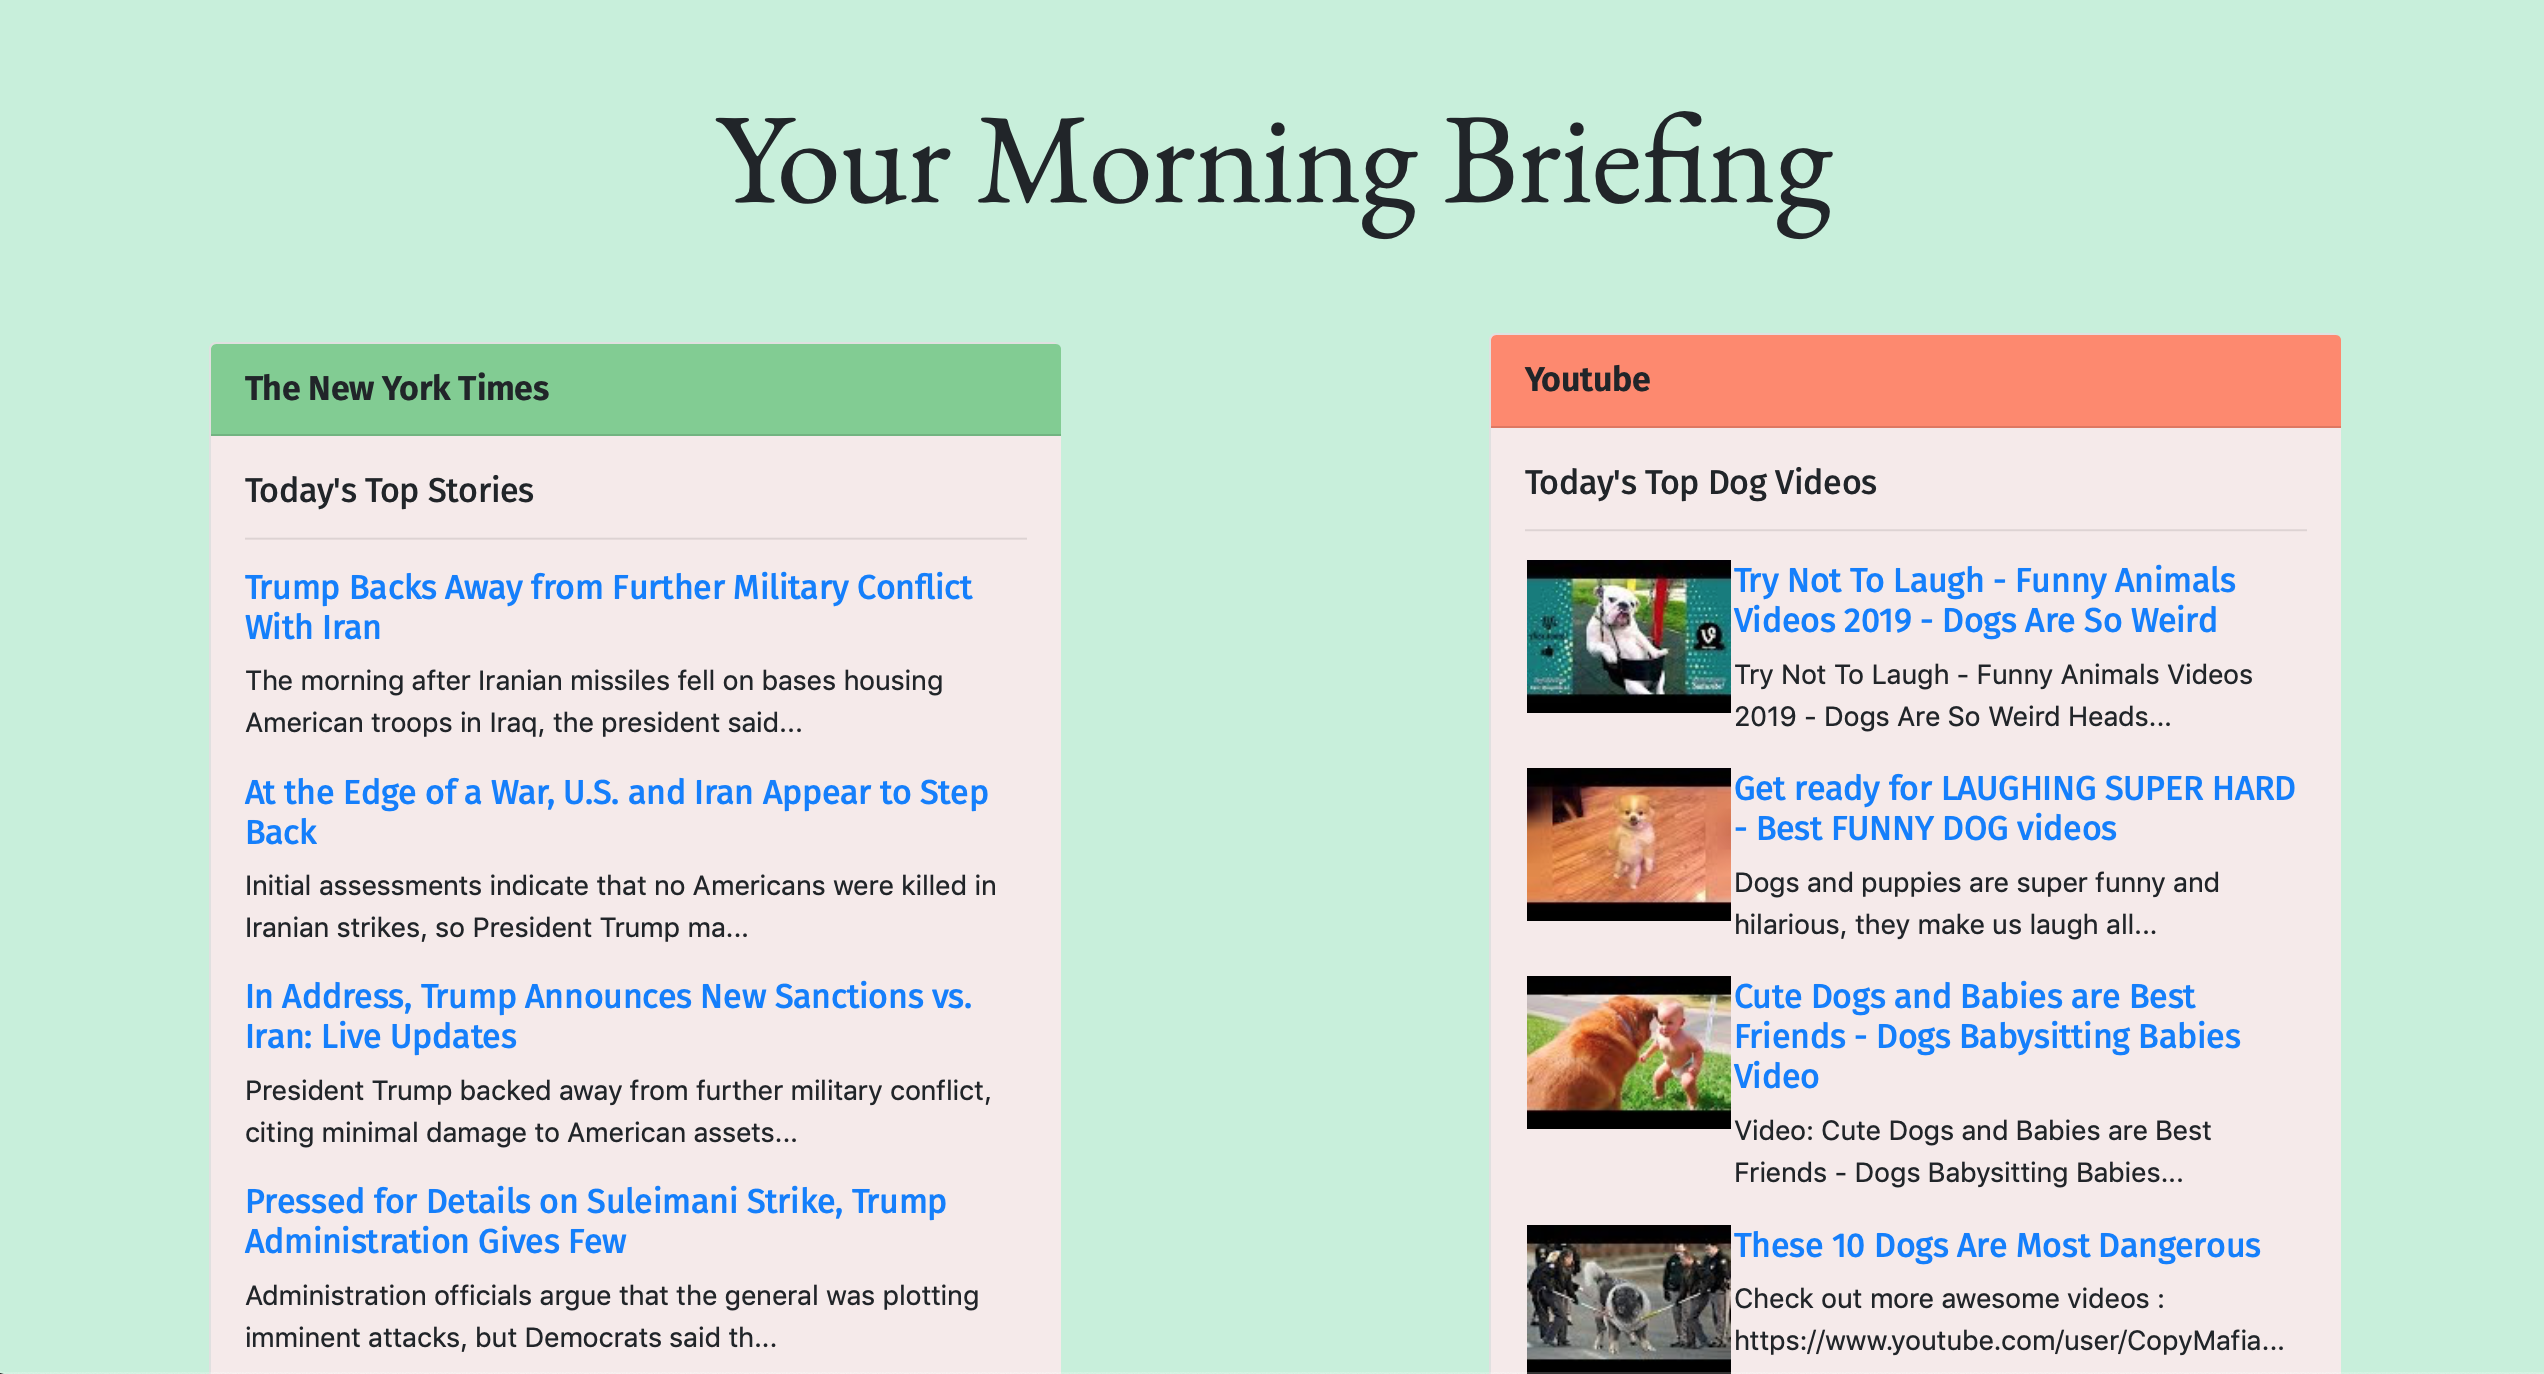 Your Morning Briefing
The New York Times
Today's Top Stories
Trump Backs Away from Further Military Conflict
With Iran
The morning after Iranian missiles fell on bases housing
American troops in Iraq, the president said...
At the Edge of a War, U.S. and Iran Appear to Step
Back
Initial assessments indicate that no Americans were killed in
Iranian strikes, so President Trump ma...
In Address, Trump Announces New Sanctions vs.
Iran: Live Updates
President Trump backed away from further military conflict,
citing minimal damage to American assets...
Pressed for Details on Suleimani Strike, Trump
Administration Gives Few
Administration officials argue that the general was plotting
imminent attacks, but Democrats said th...
Youtube
Today's Top Dog Videos
Try Not To Laugh - Funny Animals
Videos 2019 - Dogs Are So Weird
Try Not To Laugh - Funny Animals Videos
2019 - Dogs Are So Weird Heads...
Get ready for LAUGHING SUPER HARD
- Best FUNNY DOG videos
Dogs and puppies are super funny and
hilarious, they make us laugh all...
Cute Dogs and Babies are Best
Friends - Dogs Babysitting Babies
Video
Video: Cute Dogs and Babies are Best
Friends - Dogs Babysitting Babies...
These 10 Dogs Are Most Dangerous
Check out more awesome videos :
https://www.youtube.com/user/CopyMafia...